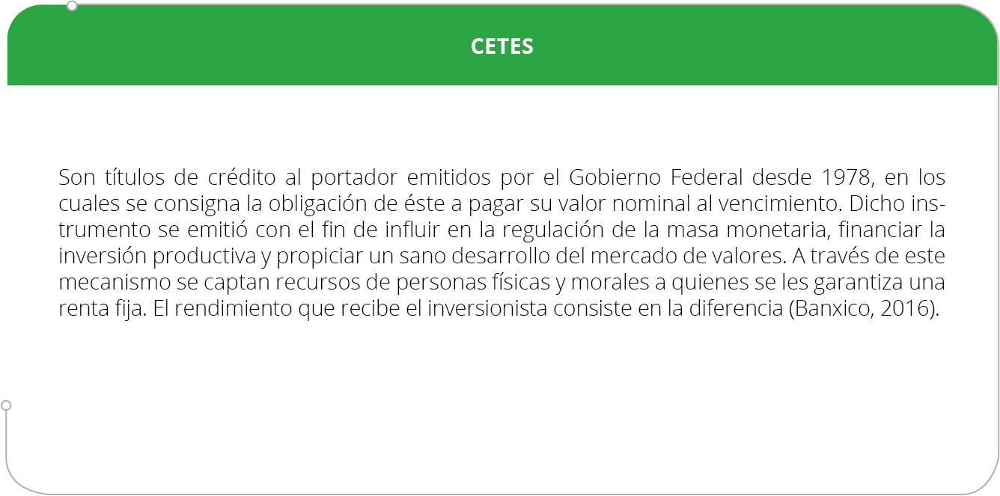 CETES
Son títulos de crédito al portador emitidos por el Gobierno Federal desde 1978, en los
cuales se consigna la obligación de éste a pagar su valor nominal al vencimiento. Dicho ins-
trumento se emitió con el fin de influir en la regulación de la masa monetaria, financiar la
inversión productiva y propiciar un sano desarrollo del mercado de valores. A través de este
mecanismo se captan recursos de personas físicas y morales a quienes se les garantiza una
renta fija. El rendimiento que recibe el inversionista consiste en la diferencia (Banxico, 2016).